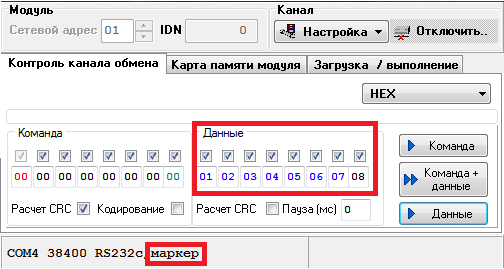 Модуль
Сетевой адрес 01 IDN 0
Канал
Настройка Отключить..
Контроль канала обмена Карта памяти модуля Загрузка / выполнение
HEX
Команда
00 00 00 00 00 00 00 00
Расчет CRC Кодирование
Данные
01 02 03 04 05 06 07 08
Расчет CRC Пауза (мс) 0
Команда
Команда +
данные
Данные
COM4 38400 RS232c, маркер